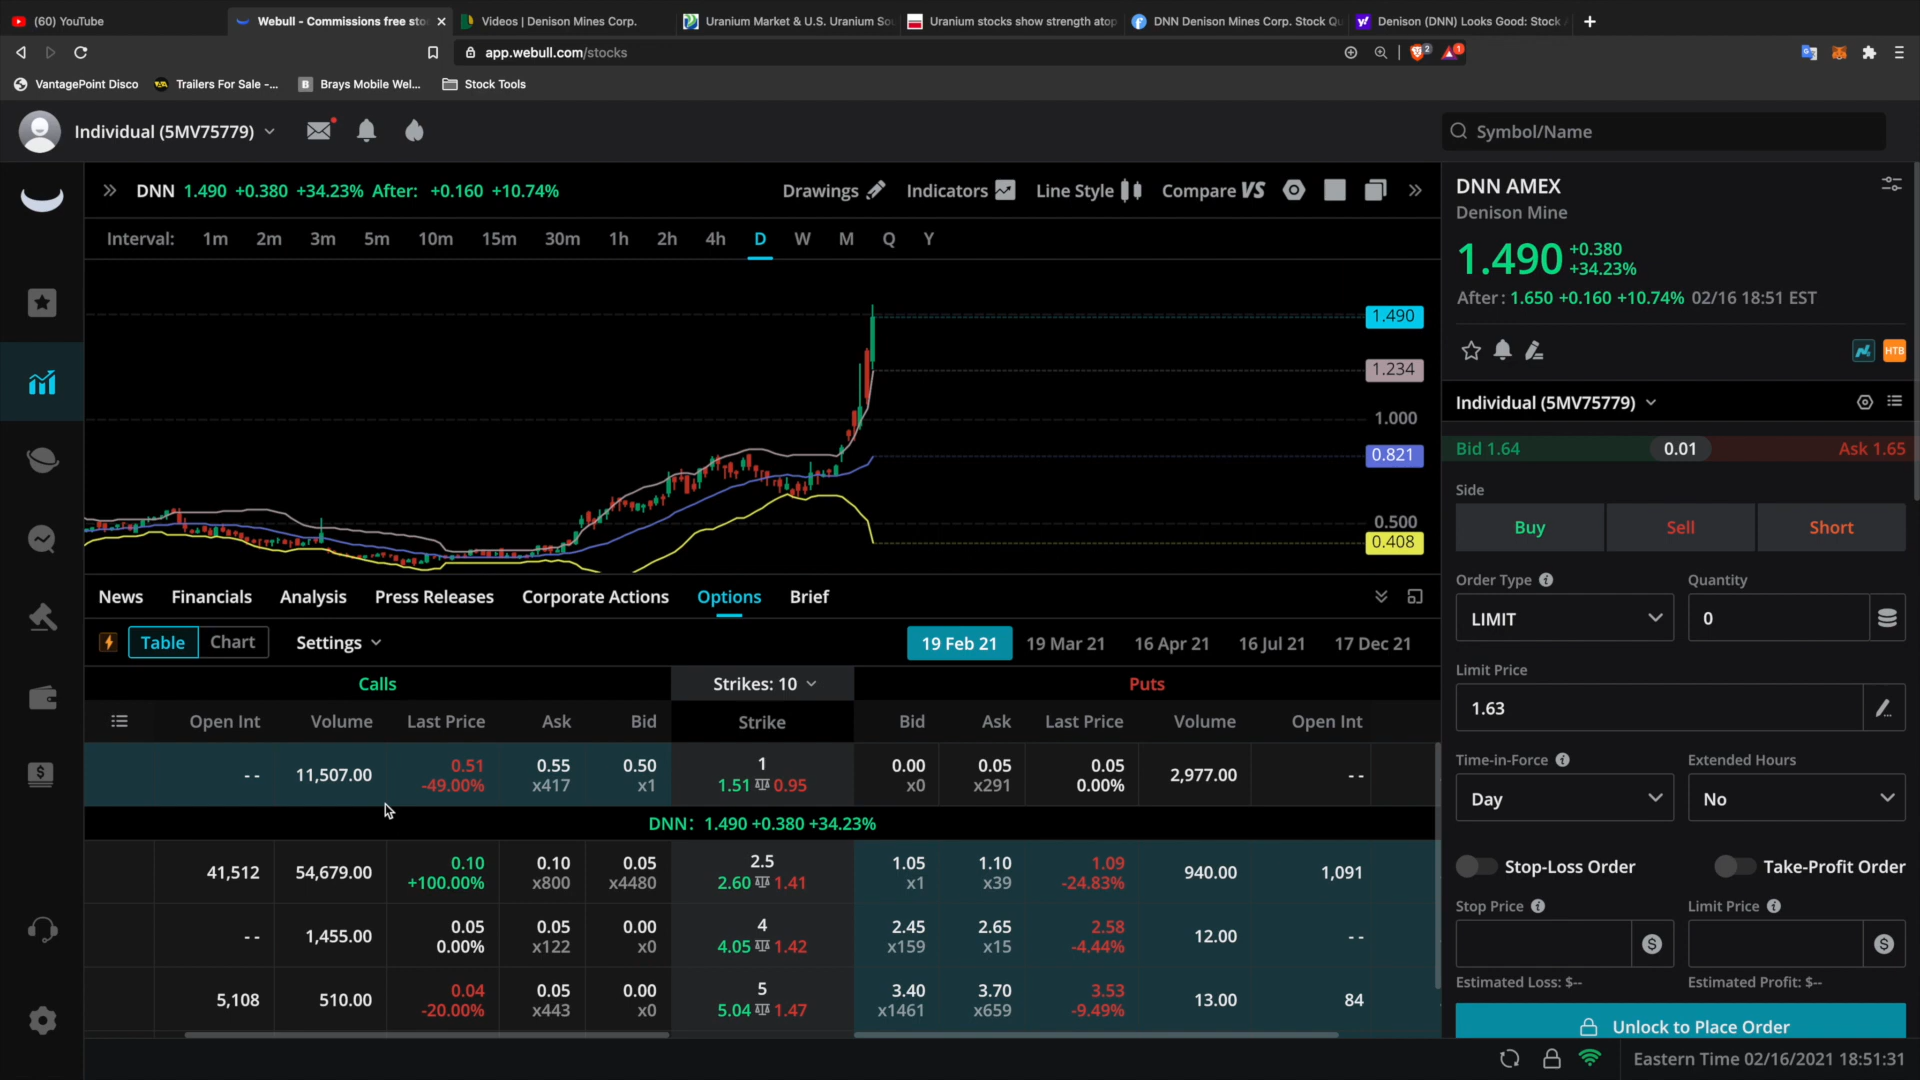 (60) YouTube
Webull - Commissions free sto
Videos | Denison Mines Corp.
Uranium Market & U.S. Uranium So
Uranium stocks show strength atop
DNN Denison Mines Corp. Stock Qu
Denison (DNN) Looks Good: Stock
app.webull.com/stocks
2
1
VantagePoint Disco
Trailers For Sale -...
B Brays Mobile Wel...
Stock Tools
Individual (5MV75779)
Symbol/Name
DNN 1.490 +0.380 +34.23% After: +0.160 +10.74%
Drawings
Indicators
Line Style
Compare VS
Interval: 1m 2m 3m 5m 10m 15m 30m 1h 2h 4h D W M Q Y
1.490
1.234
1.000
0.821
0.500
0.408
News Financials Analysis Press Releases Corporate Actions Options Brief
Table Chart Settings
19 Feb 21 19 Mar 21 16 Apr 21 16 Jul 21 17 Dec 21
Calls Strikes: 10 Puts
Open Int Volume Last Price Ask Bid Strike Bid Ask Last Price Volume Open Int
-- 11,507.00 0.51 0.55 0.50 1 0.00 0.05 0.05 2,977.00 --
-49.00% x417 x1 1.51 0.95 x0 x291 0.00%
DNN: 1.490 +0.380 +34.23%
41,512 54,679.00 0.10 0.10 0.05 2.5 1.05 1.10 1.09 940.00 1,091
+100.00% x800 x4480 2.60 1.41 x1 x39 -24.83%
-- 1,455.00 0.05 0.05 0.00 4 2.45 2.65 2.58 12.00 --
0.00% x122 x0 4.05 1.42 x159 x15 -4.44%
5,108 510.00 0.04 0.05 0.00 5 3.40 3.70 3.53 13.00 84
-20.00% x443 x0 5.04 1.47 x1461 x659 -9.49%
DNN AMEX
Denison Mine
1.490 +0.380
+34.23%
After: 1.650 +0.160 +10.74% 02/16 18:51 EST
HTB
Individual (5MV75779)
Bid 1.64 0.01 Ask 1.65
Side
Buy Sell Short
Order Type Quantity
LIMIT 0
Limit Price
1.63
Time-in-Force Extended Hours
Day No
Stop-Loss Order Take-Profit Order
Stop Price Limit Price
Estimated Loss: $-- Estimated Profit: $--
Unlock to Place Order
Eastern Time 02/16/2021 18:51:31